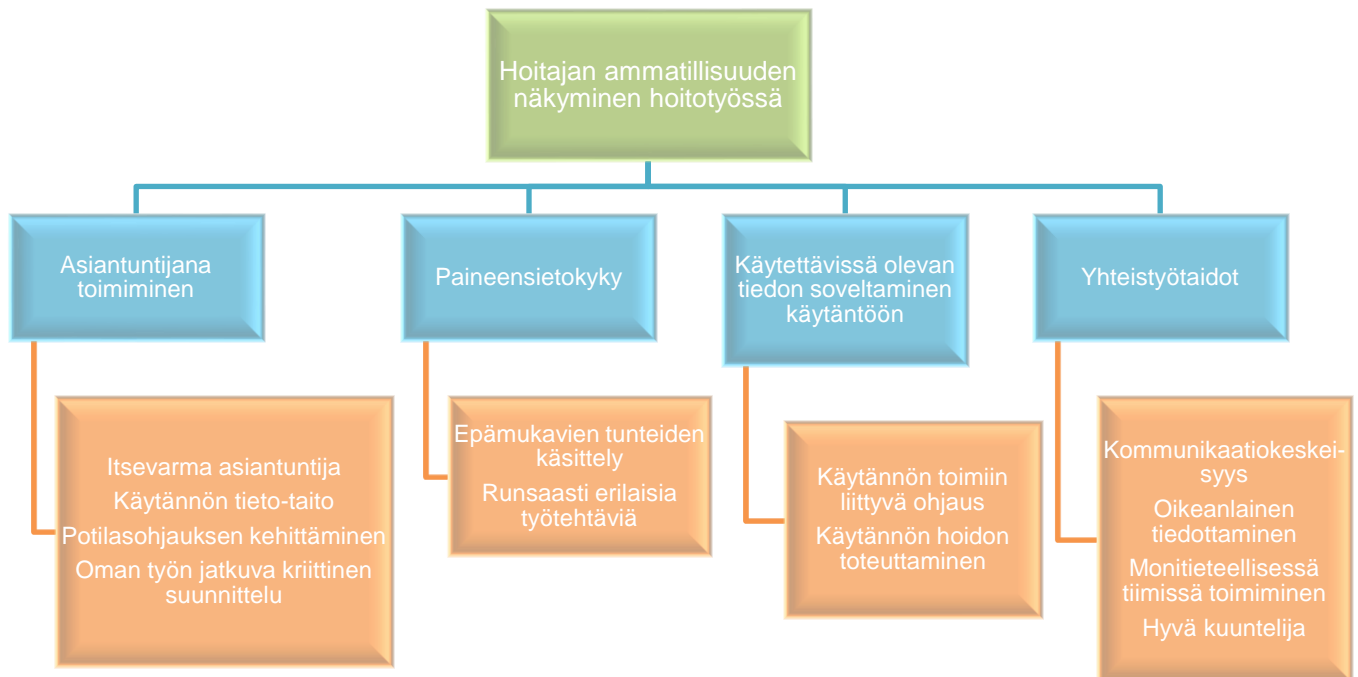 Hoitajan ammatillisuuden
näkyminen hoitotyössä
Asiantuntijana
toimiminen
Paineensietokyky
Käytettävissä olevan
tiedon soveltaminen
käytäntöön
Yhteistyötaidot
Itsevarma asiantuntija
Käytännön tieto-taito
Potilasohjauksen kehittäminen
Oman työn jatkuva kriittinen
suunnittelu
Epämukavien tunteiden
käsittely
Runsaasti erilaisia
työtehtäviä
Käytännön toimiin
liittyvä ohjaus
Käytännön hoidon
toteuttaminen
Kommunikaatiokeskei-
syys
Oikeanlainen
tiedottaminen
Monitieteellisessä
tiimissä toimiminen
Hyvä kuuntelija